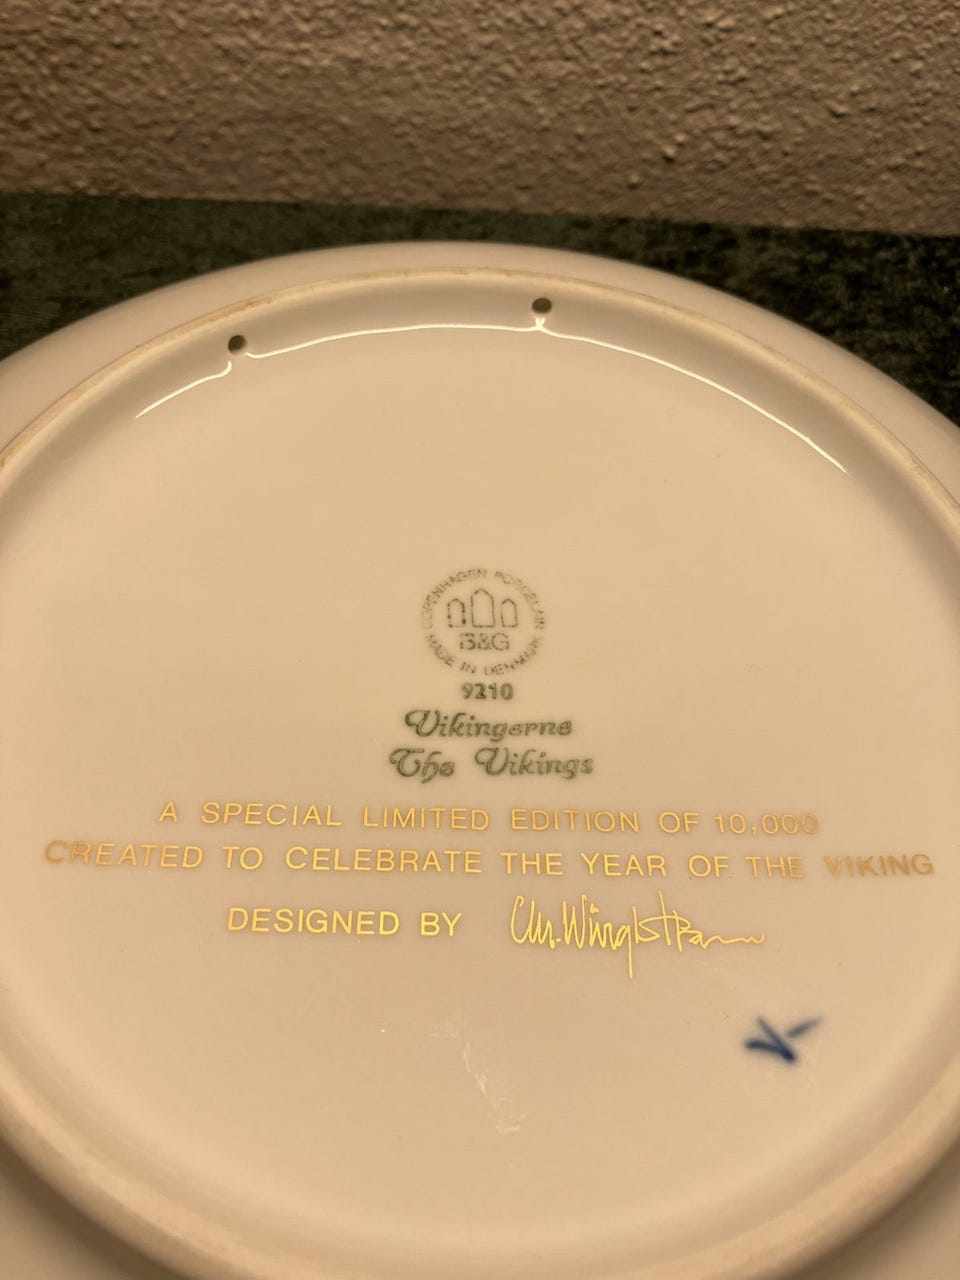 COPENHAGEN PORCELAIN
B&G
MADE IN DENMARK
9210
Vikingerne
The Vikings
A SPECIAL LIMITED EDITION OF 10,000
CREATED TO CELEBRATE THE YEAR OF THE VIKING
DESIGNED BY